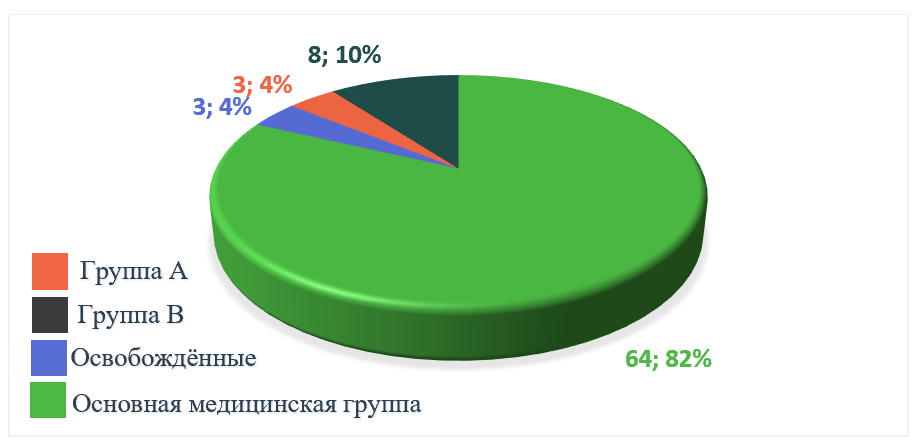 8; 10%
3; 4%
3; 4%
Группа А
Группа В
Освобождённые
64; 82%
Основная медицинская группа